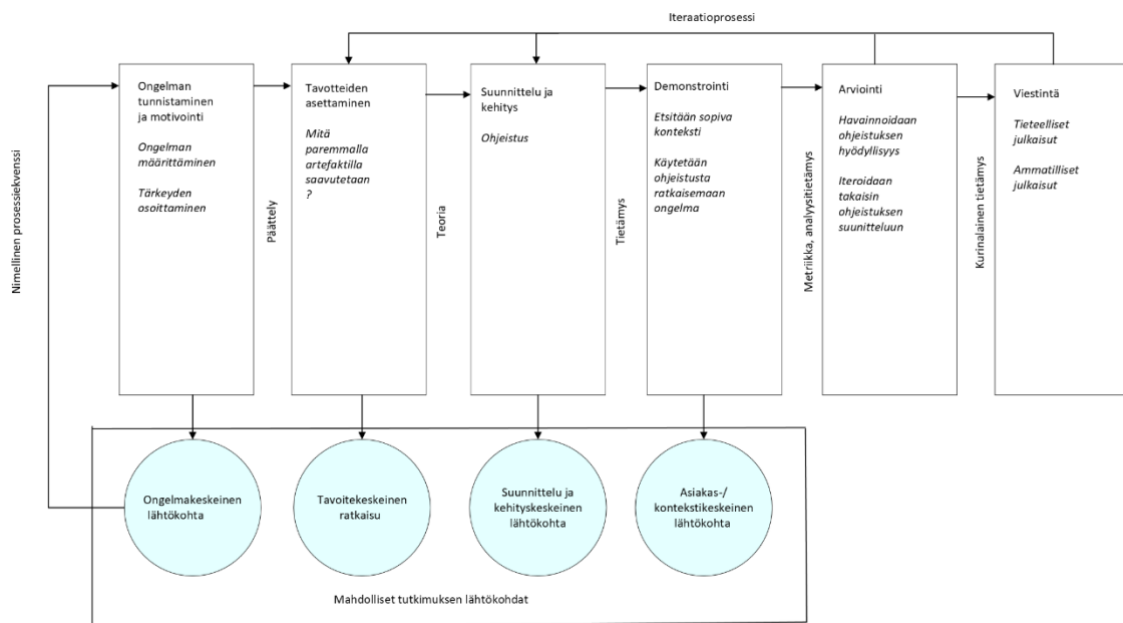 Iteraatioprosessi
Nimellinen prosessiekvenssi
Ongelman
tunnistaminen
ja motivointi
Ongelman
määrittäminen
Tärkeyden
osoittaminen
Päättely
Tavotteiden
asettaminen
Mitä
paremmalla
artefaktilla
saavutetaan
?
Teoria
Suunnittelu ja
kehitys
Ohjeistus
Tietämys
Demonstrointi
Etsitään sopiva
konteksti
Käytetään
ohjeistusta
ratkaisemaan
ongelma
Metriikka, analyysitietämys
Arviointi
Havainnoidaan
ohjeistuksen
hyödyllisyys
Iteroidaan
takaisin
ohjeistuksen
suunitteluun
Kurinalainen tietämys
Viestintä
Tieteelliset
julkaisut
Ammatilliset
julkaisut
Ongelmakeskeinen
lähtökohta
Tavoitekeskeinen
ratkaisu
Suunnittelu ja
kehityskeskeinen
lähtökohta
Asiakas-/
kontekstikeskeinen
lähtökohta
Mahdolliset tutkimuksen lähtökohdat